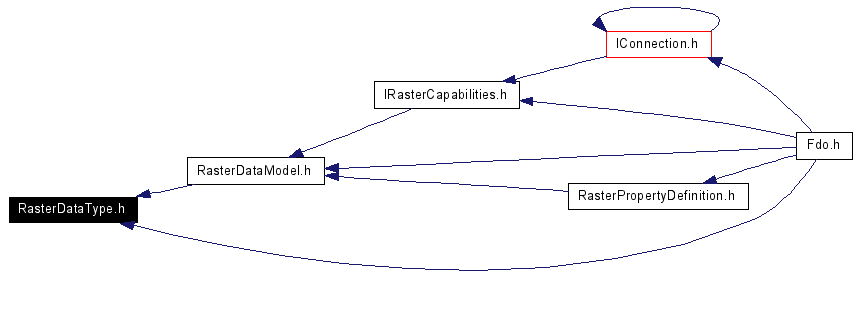 IConnection.h
IRasterCapabilities.h
Fdo.h
RasterDataModel.h
RasterPropertyDefinition.h
RasterDataType.h